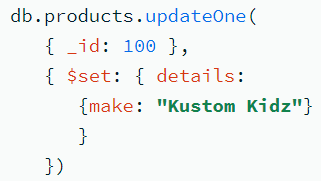 db.products.updateOne(
{ _id: 100 },
{ $set: { details:
{make: "Kustom Kidz"}
}
})